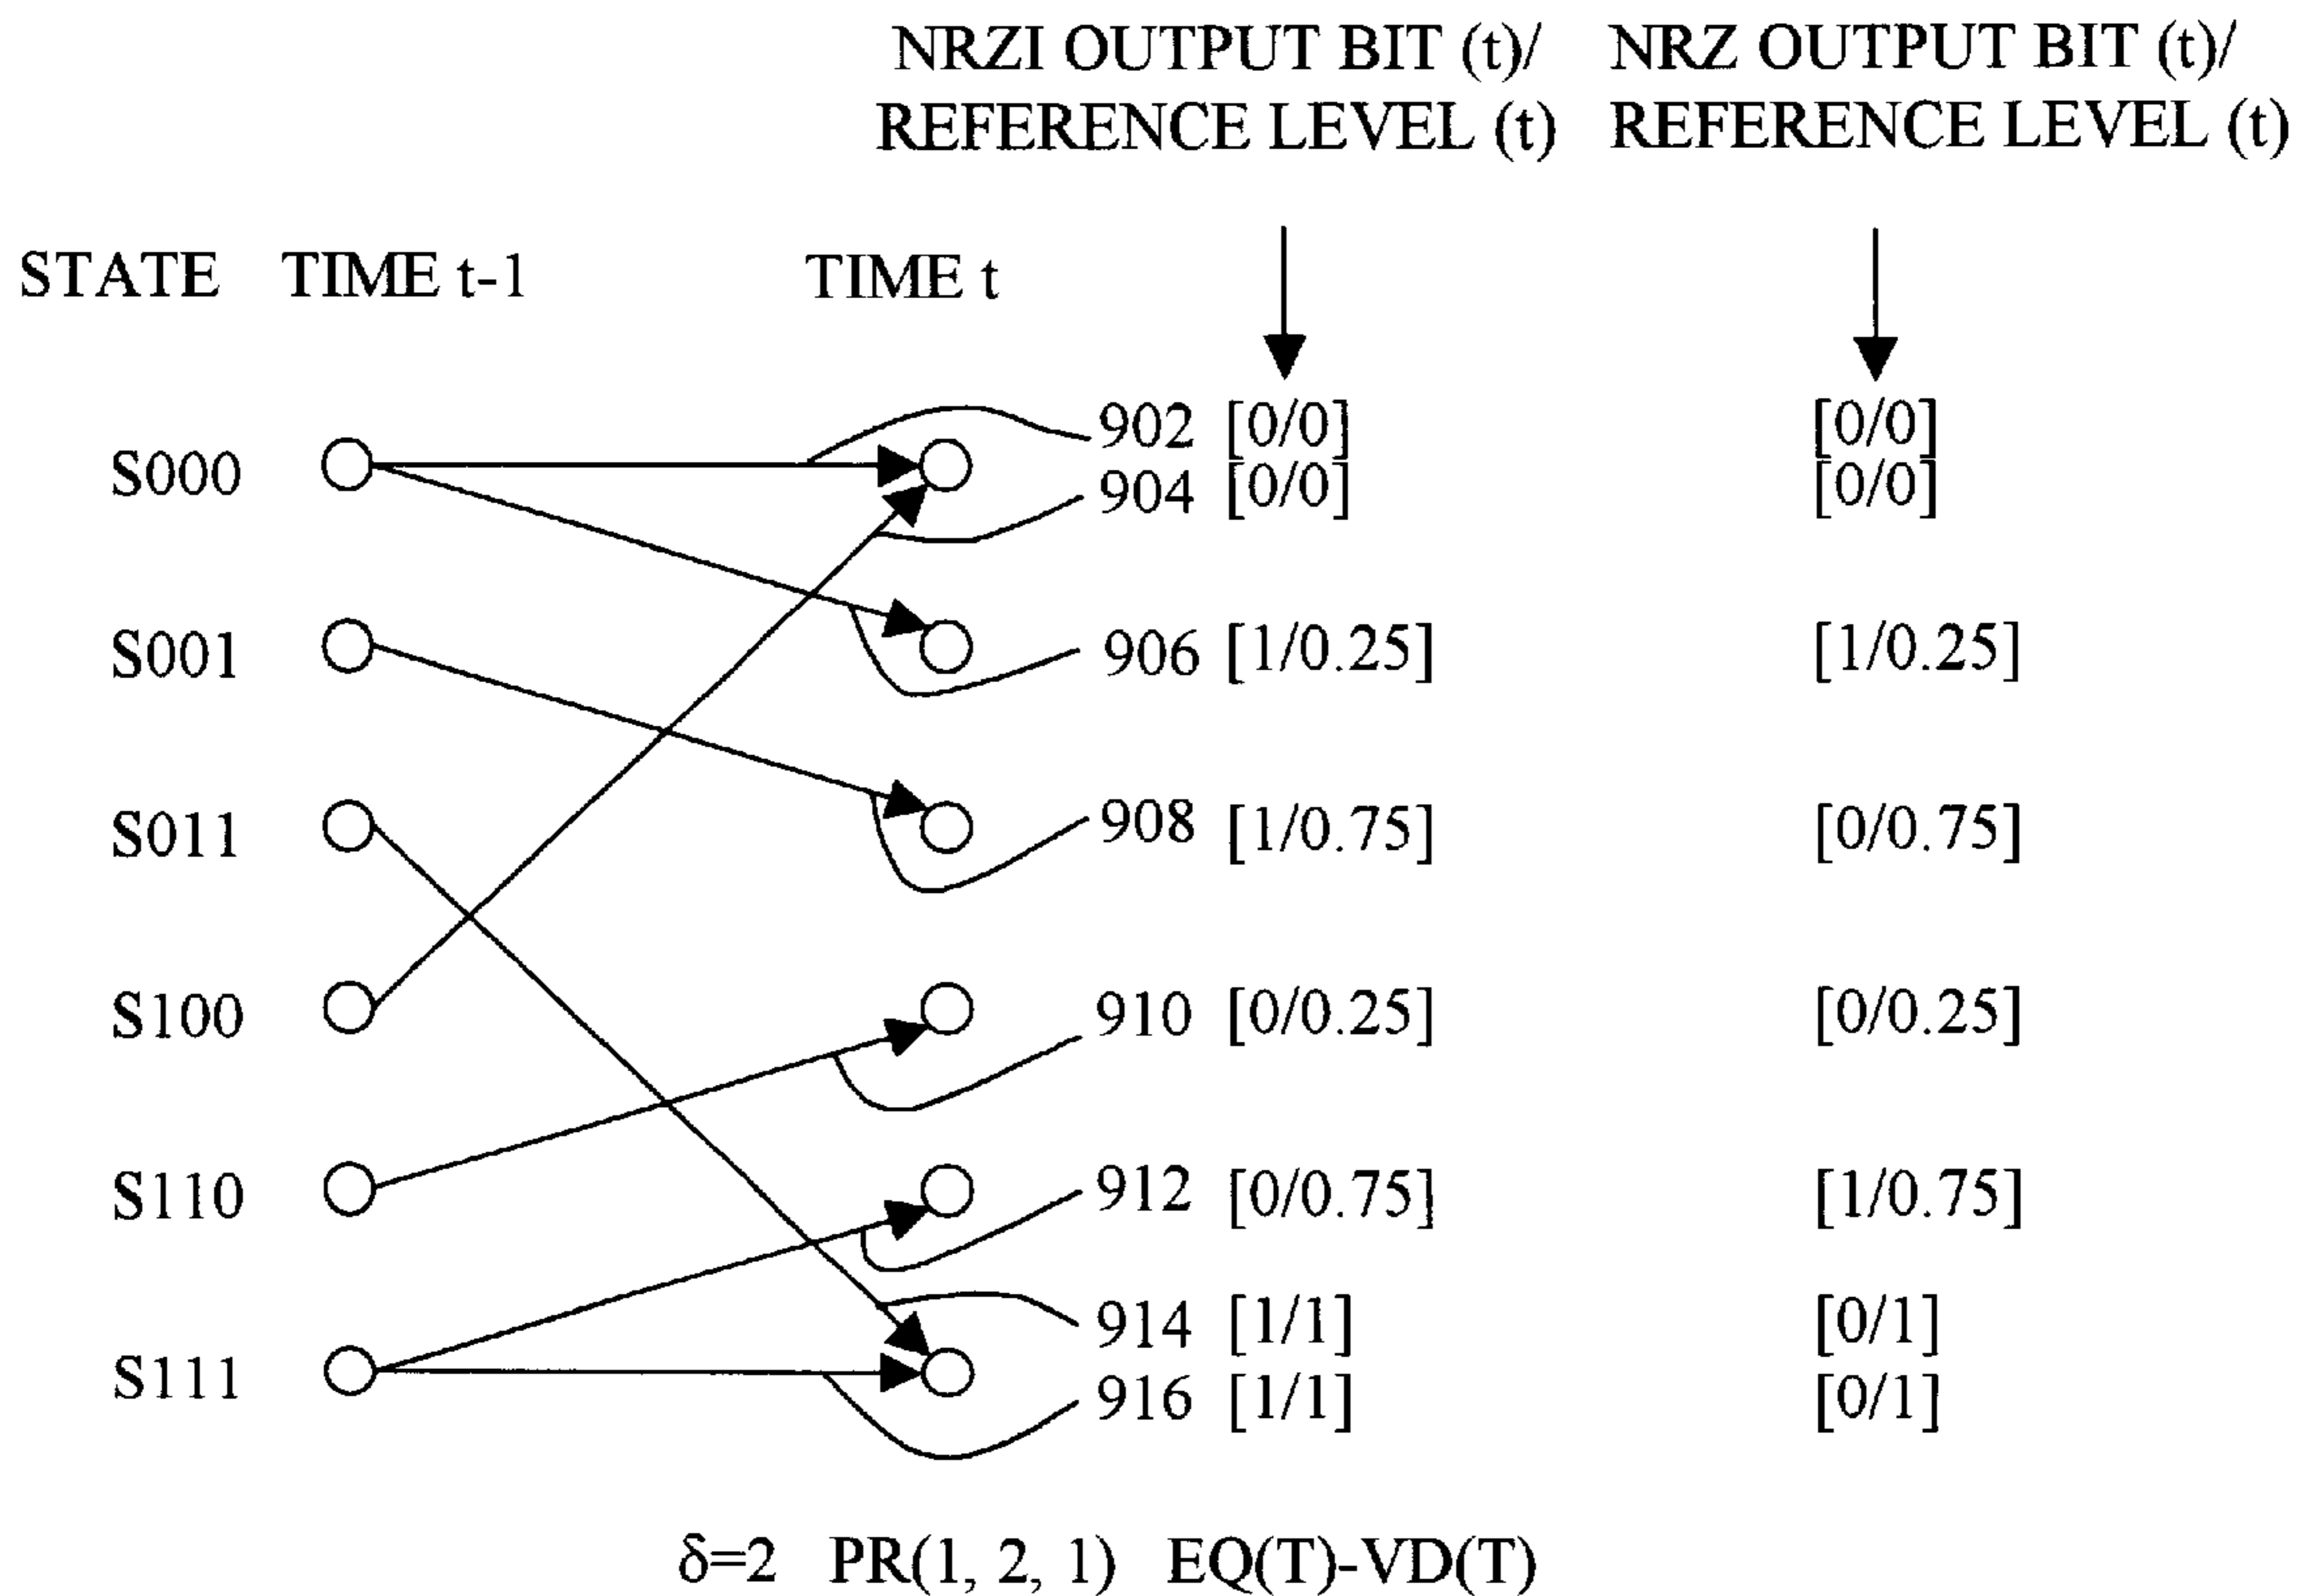 NRZI OUTPUT BIT (t)/ NRZ OUTPUT BIT (t)/
REFERENCE LEVEL (t) REFERENCE LEVEL (t)
STATE TIME t-1 TIME t
S000 902 [0/0] [0/0]
904 [0/0] [0/0]
S001 906 [1/0.25] [1/0.25]
S011 908 [1/0.75] [0/0.75]
S100 910 [0/0.25] [0/0.25]
S110 912 [0/0.75] [1/0.75]
914 [1/1] [0/1]
S111 916 [1/1] [0/1]
δ=2 PR(1, 2, 1) EQ(T)-VD(T)